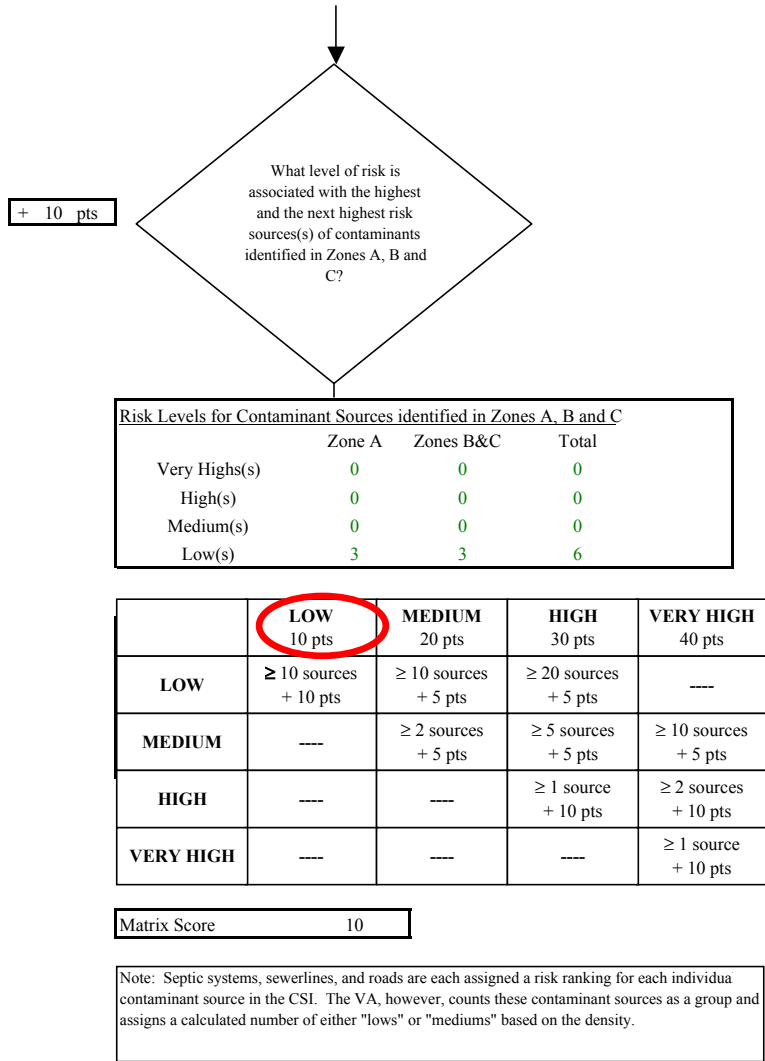 What level of risk is
associated with the highest
and the next highest risk
sources(s) of contaminants
identified in Zones A, B and
C?
+ 10 pts
Risk Levels for Contaminant Sources identified in Zones A, B and C
Zone A Zones B&C Total
Very Highs(s) 0 0 0
High(s) 0 0 0
Medium(s) 0 0 0
Low(s) 3 3 6
LOW MEDIUM HIGH VERY HIGH
10 pts 20 pts 30 pts 40 pts
LOW ≥ 10 sources ≥ 10 sources ≥ 20 sources ----
+ 10 pts + 5 pts + 5 pts
MEDIUM ---- ≥ 2 sources ≥ 5 sources ≥ 10 sources
+ 5 pts + 5 pts + 5 pts
HIGH ---- ---- ≥ 1 source ≥ 2 sources
+ 10 pts + 10 pts
VERY HIGH ---- ---- ---- ≥ 1 source
+ 10 pts
Matrix Score 10
Note: Septic systems, sewerlines, and roads are each assigned a risk ranking for each individua
contaminant source in the CSI. The VA, however, counts these contaminant sources as a group and
assigns a calculated number of either "lows" or "mediums" based on the density.